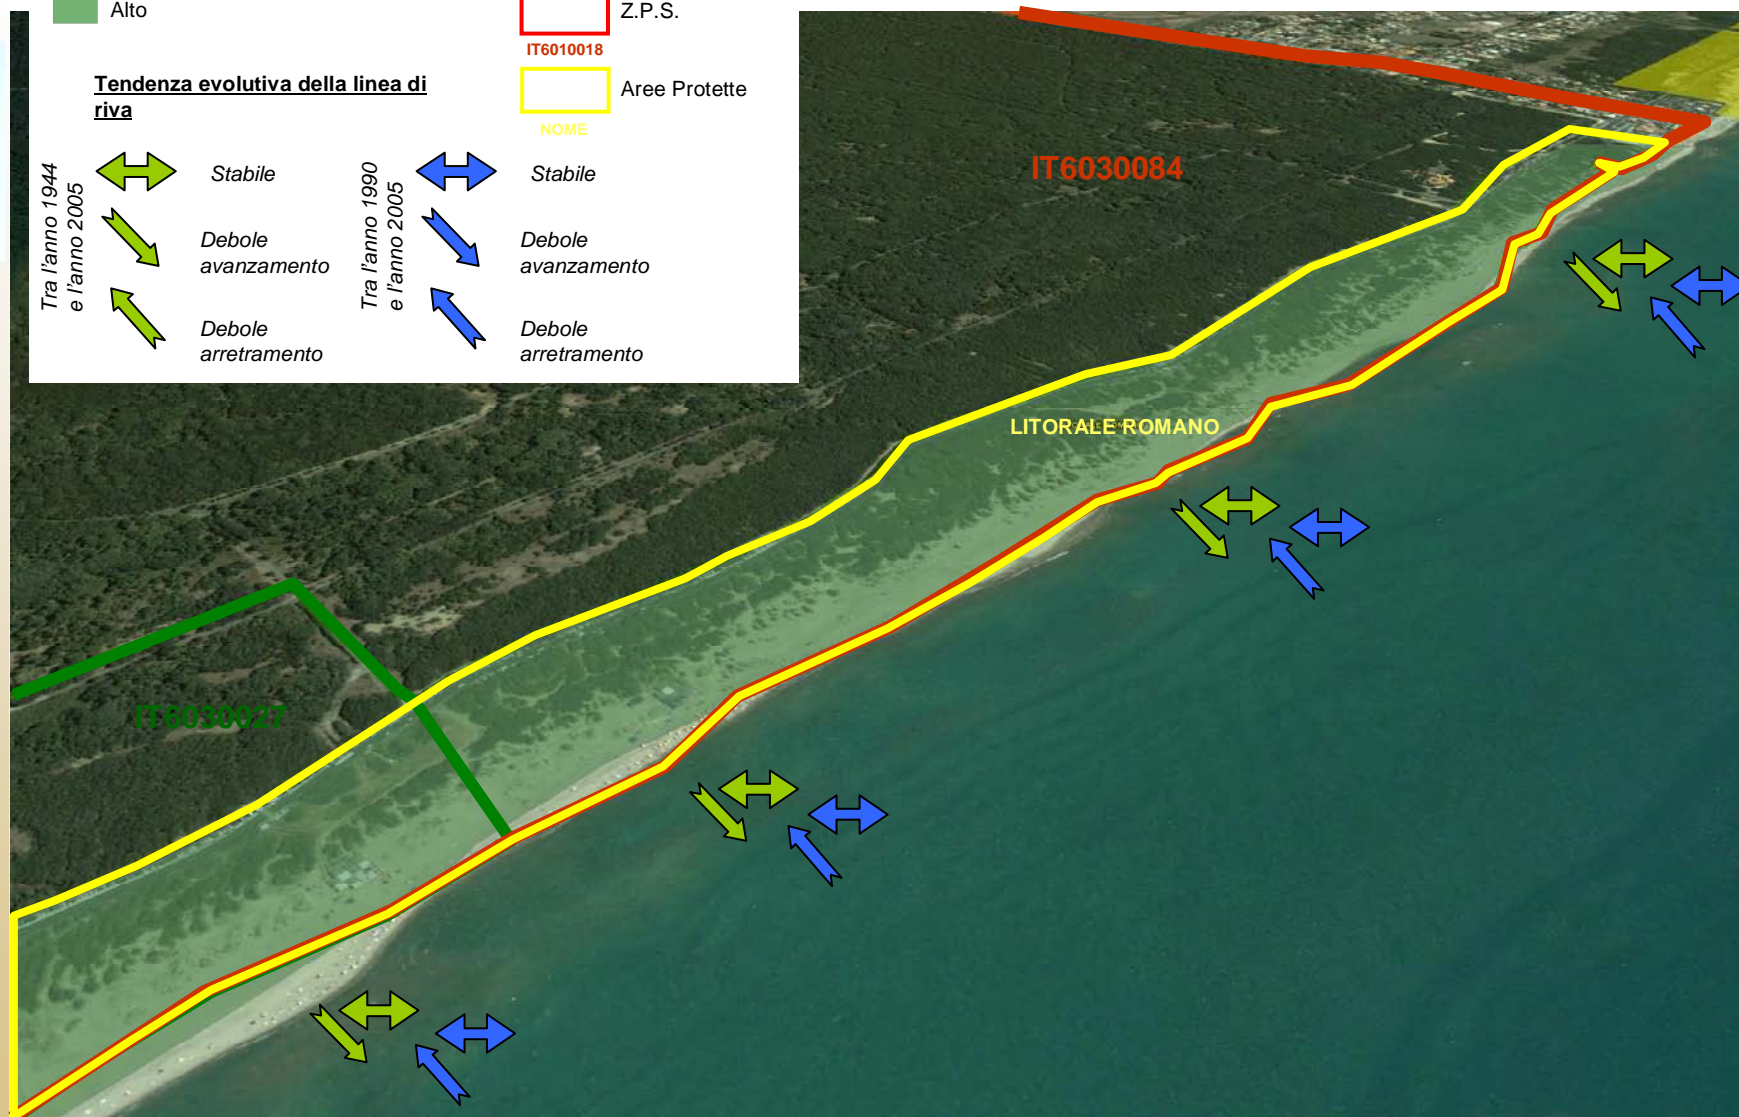 Alto
Z.P.S.
IT6010018
Tendenza evolutiva della linea di
riva
Aree Protette
NOME
Tra l'anno 1944
e l'anno 2005
Stabile
Debole
avanzamento
Debole
arretramento
Tra l'anno 1990
e l'anno 2005
Stabile
Debole
avanzamento
Debole
arretramento
IT6030084
LITORALE ROMANO
IT6030027